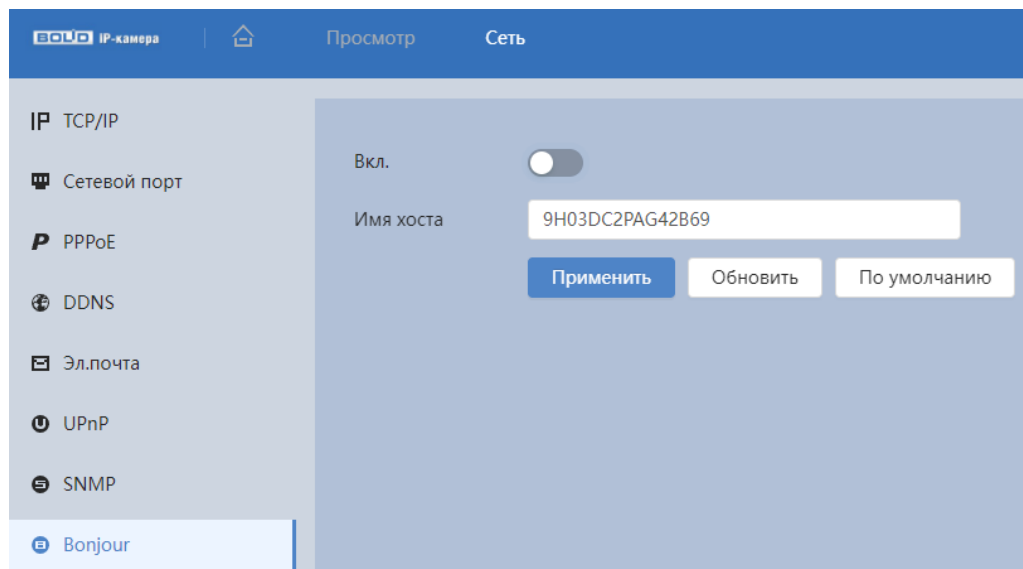 BOLID IP-камера Просмотр Сеть
IP TCP/IP
Сетевой порт
P PPPoE
DDNS
Эл.почта
UPnP
SNMP
Bonjour
Вкл.
Имя хоста 9H03DC2PAG42B69
Применить Обновить По умолчанию